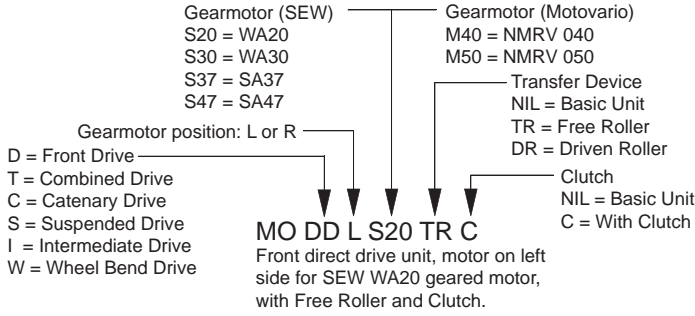 Gearmotor (SEW)
S20 = WA20
S30 = WA30
S37 = SA37
S47 = SA47
Gearmotor (Motovario)
M40 = NMRV 040
M50 = NMRV 050
Transfer Device
NIL = Basic Unit
TR = Free Roller
DR = Driven Roller
Gearmotor position: L or R
D = Front Drive
T = Combined Drive
C = Catenary Drive
S = Suspended Drive
I = Intermediate Drive
W = Wheel Bend Drive
Clutch
NIL = Basic Unit
C = With Clutch
MO DD L S20 TR C
Front direct drive unit, motor on left
side for SEW WA20 geared motor,
with Free Roller and Clutch.